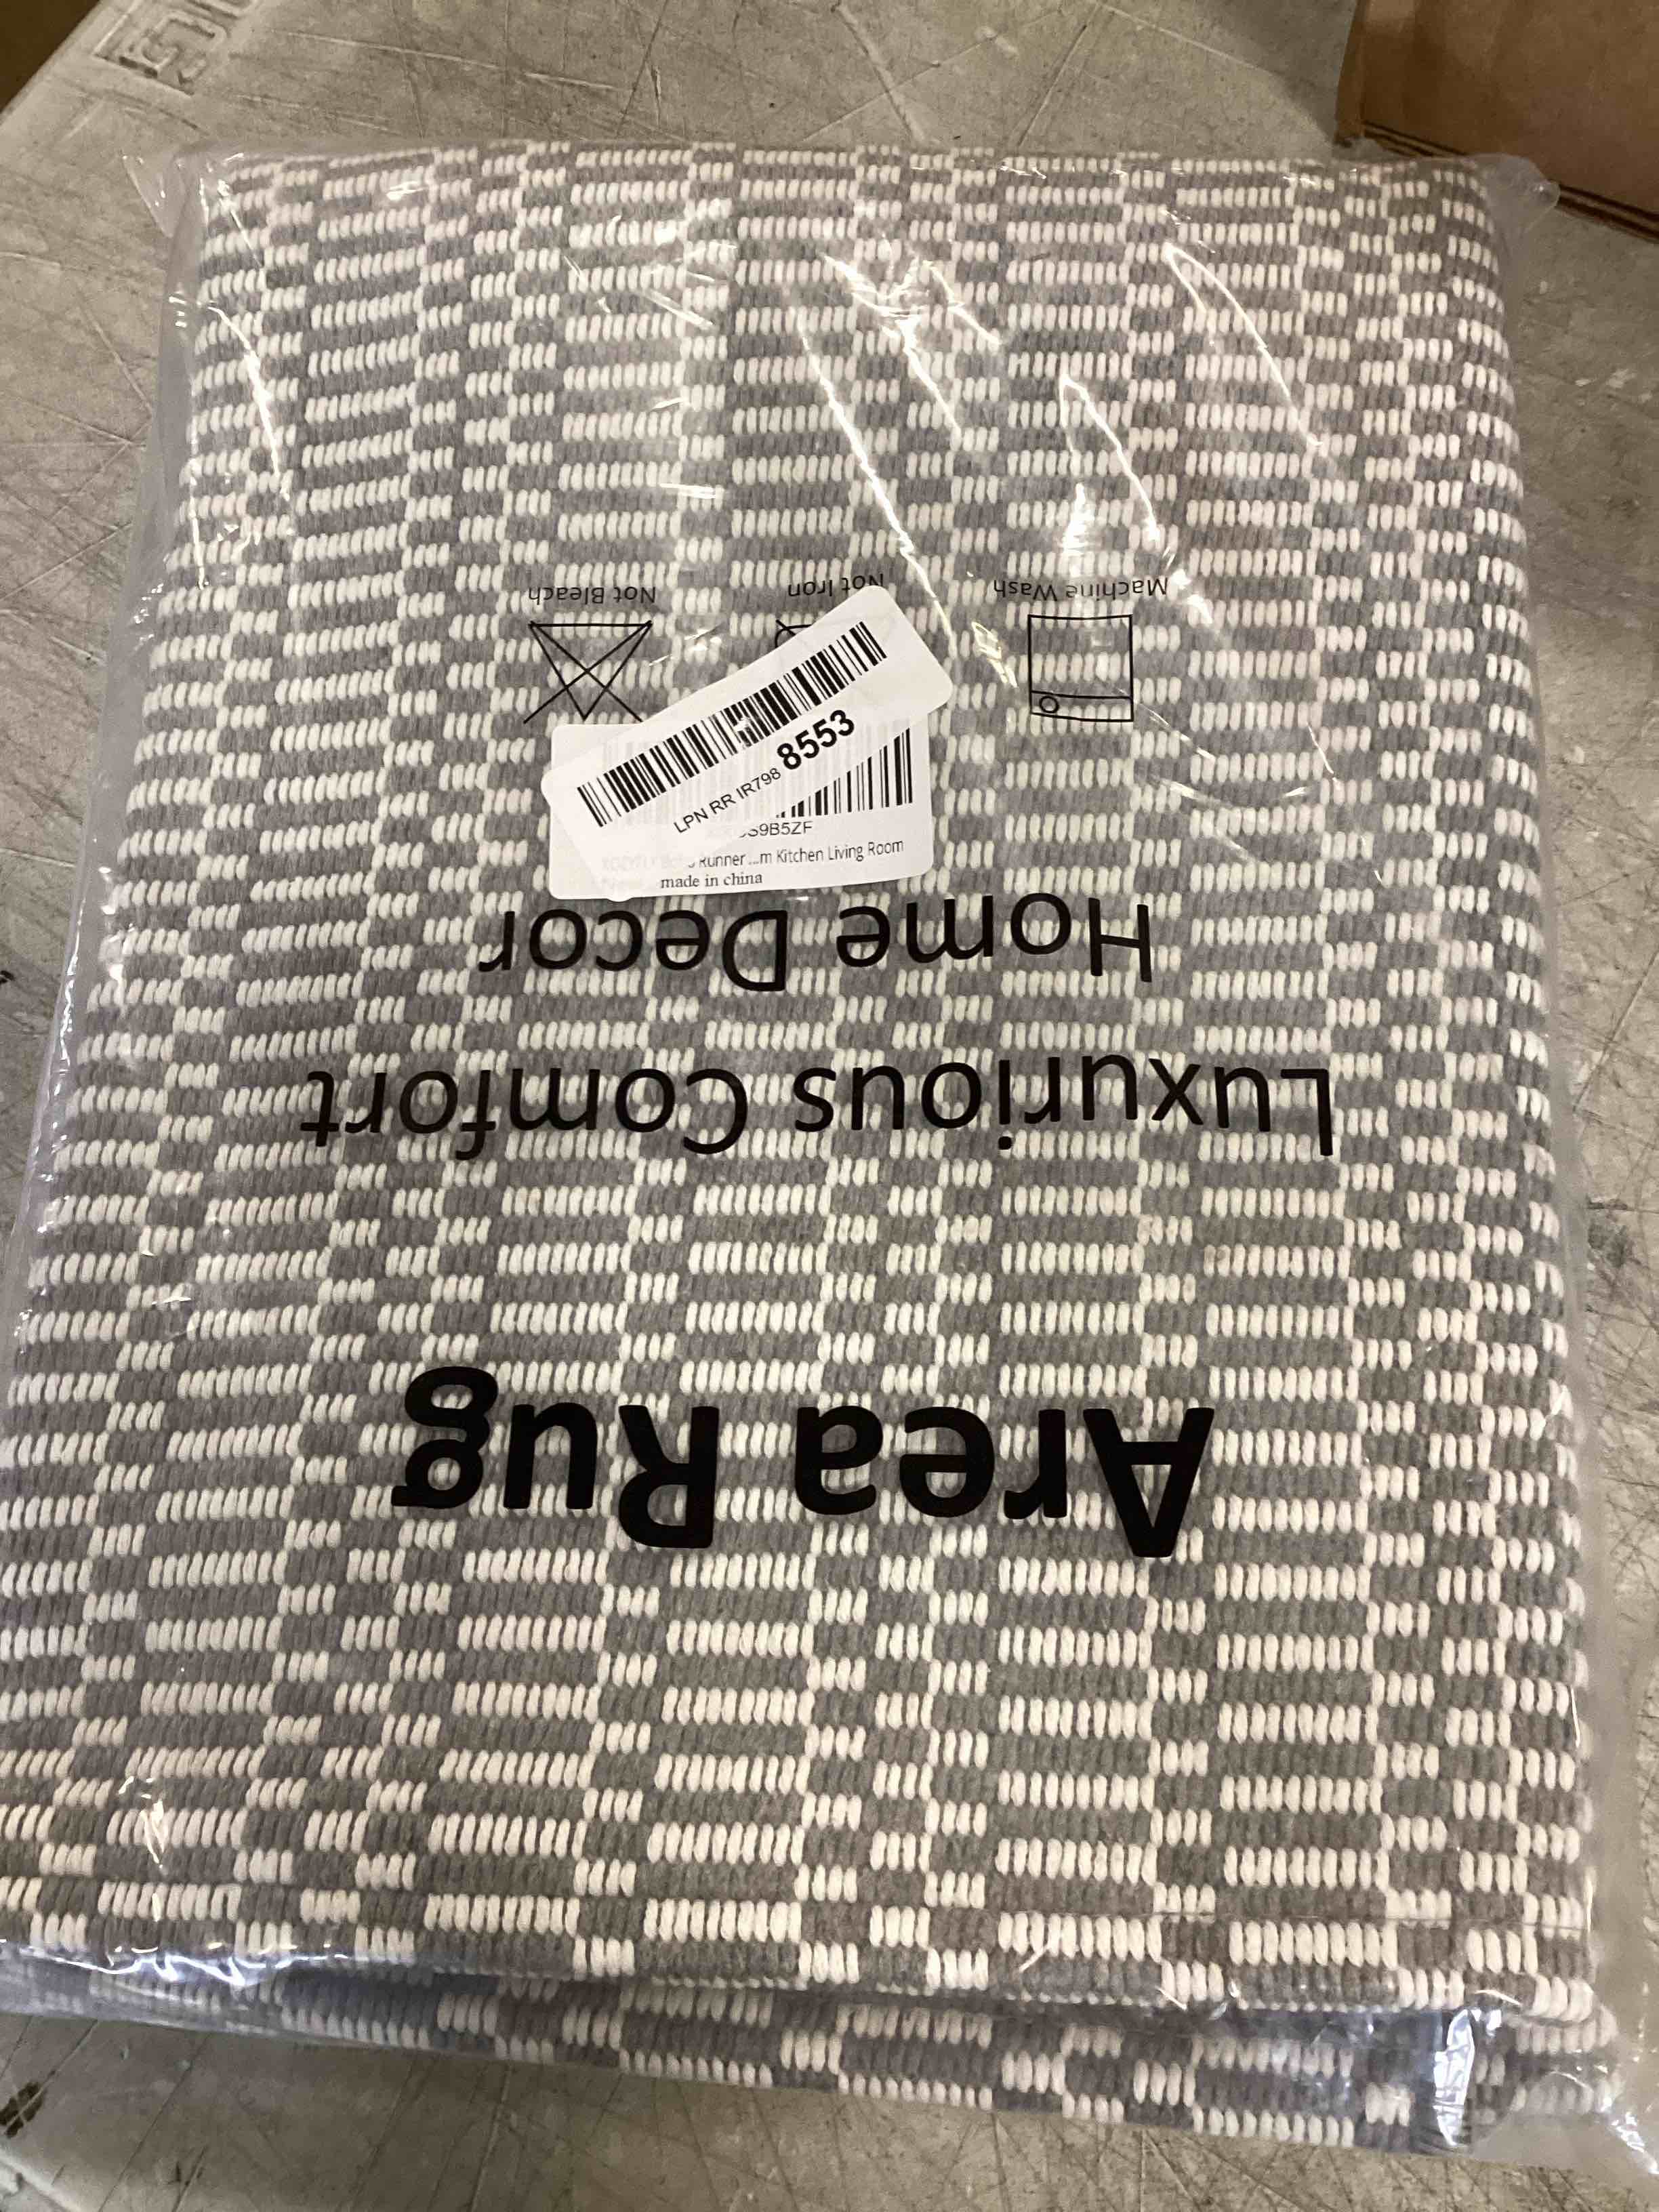 Area Rug
Luxurious Comfort
Home Decor
Machine Wash
Not Iron
Not Bleach
LPN RR IR798 8553
S9B5ZF
Runner Kitchen Living Room
made in china